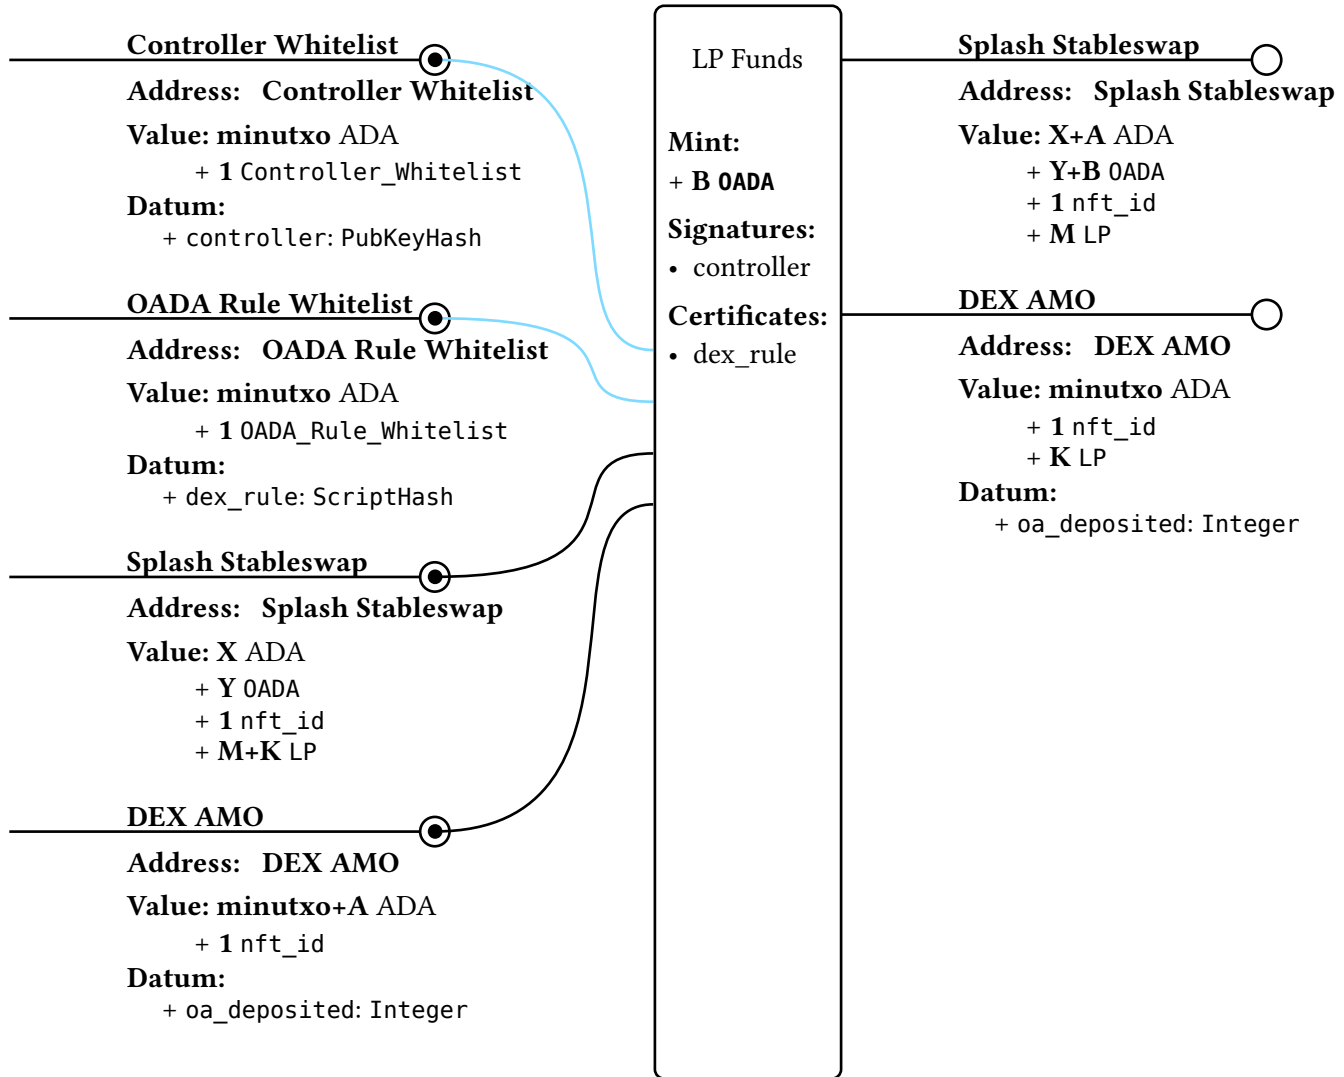 Controller Whitelist
Address: Controller Whitelist
Value: minutxo ADA
+ 1 Controller_Whitelist
Datum:
+ controller: PubKeyHash
OADA Rule Whitelist
Address: OADA Rule Whitelist
Value: minutxo ADA
+ 1 OADA_Rule_Whitelist
Datum:
+ dex_rule: ScriptHash
Splash Stableswap
Address: Splash Stableswap
Value: X ADA
+ Y OADA
+ 1 nft_id
+ M+K LP
DEX AMO
Address: DEX AMO
Value: minutxo+A ADA
+ 1 nft_id
Datum:
+ oa_deposited: Integer
LP Funds
Mint:
+ B OADA
Signatures:
• controller
Certificates:
• dex_rule
Splash Stableswap
Address: Splash Stableswap
Value: X+A ADA
+ Y+B OADA
+ 1 nft_id
+ M LP
DEX AMO
Address: DEX AMO
Value: minutxo ADA
+ 1 nft_id
+ K LP
Datum:
+ oa_deposited: Integer